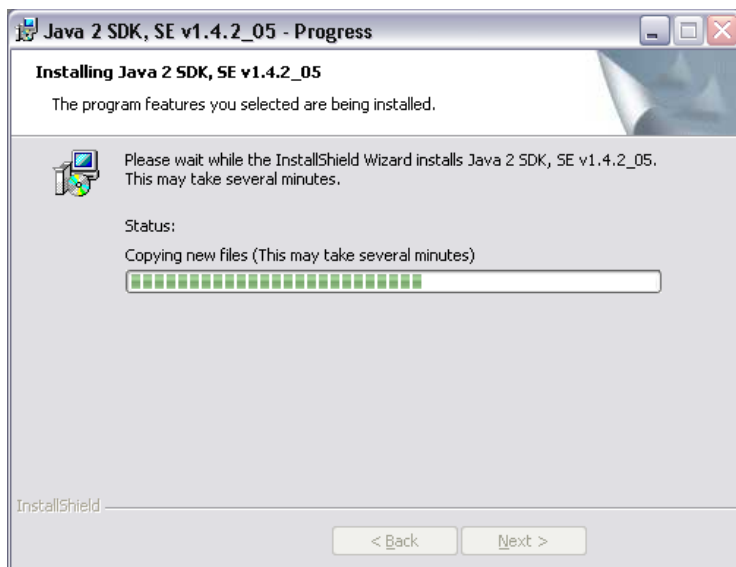 Java 2 SDK, SE v1.4.2_05 - Progress
Installing Java 2 SDK, SE v1.4.2_05
The program features you selected are being installed.
Please wait while the InstallShield Wizard installs Java 2 SDK, SE v1.4.2_05.
This may take several minutes.
Status:
Copying new files (This may take several minutes)
InstallShield
< Back
Next >